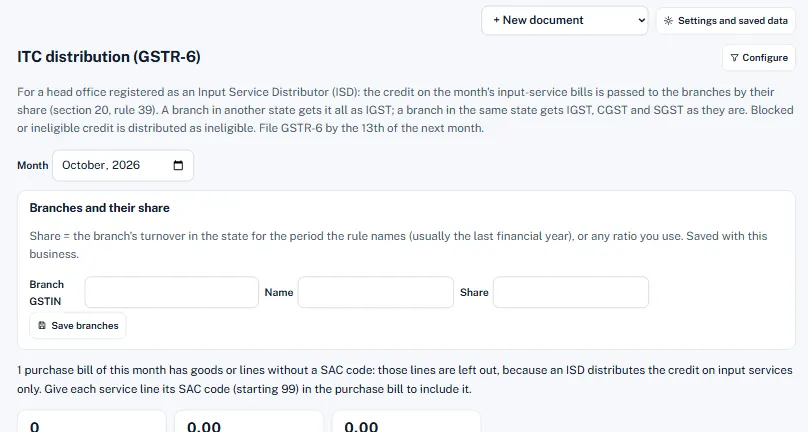 + New document
Settings and saved data
ITC distribution (GSTR-6)
Configure
For a head office registered as an Input Service Distributor (ISD): the credit on the month's input-service bills is passed to the branches by their
share (section 20, rule 39). A branch in another state gets it all as IGST; a branch in the same state gets IGST, CGST and SGST as they are. Blocked
or ineligible credit is distributed as ineligible. File GSTR-6 by the 13th of the next month.
Month October, 2026
Branches and their share
Share = the branch's turnover in the state for the period the rule names (usually the last financial year), or any ratio you use. Saved with this
business.
Branch
GSTIN
Name
Share
Save branches
1 purchase bill of this month has goods or lines without a SAC code: those lines are left out, because an ISD distributes the credit on input services
only. Give each service line its SAC code (starting 99) in the purchase bill to include it.
0
0.00
0.00